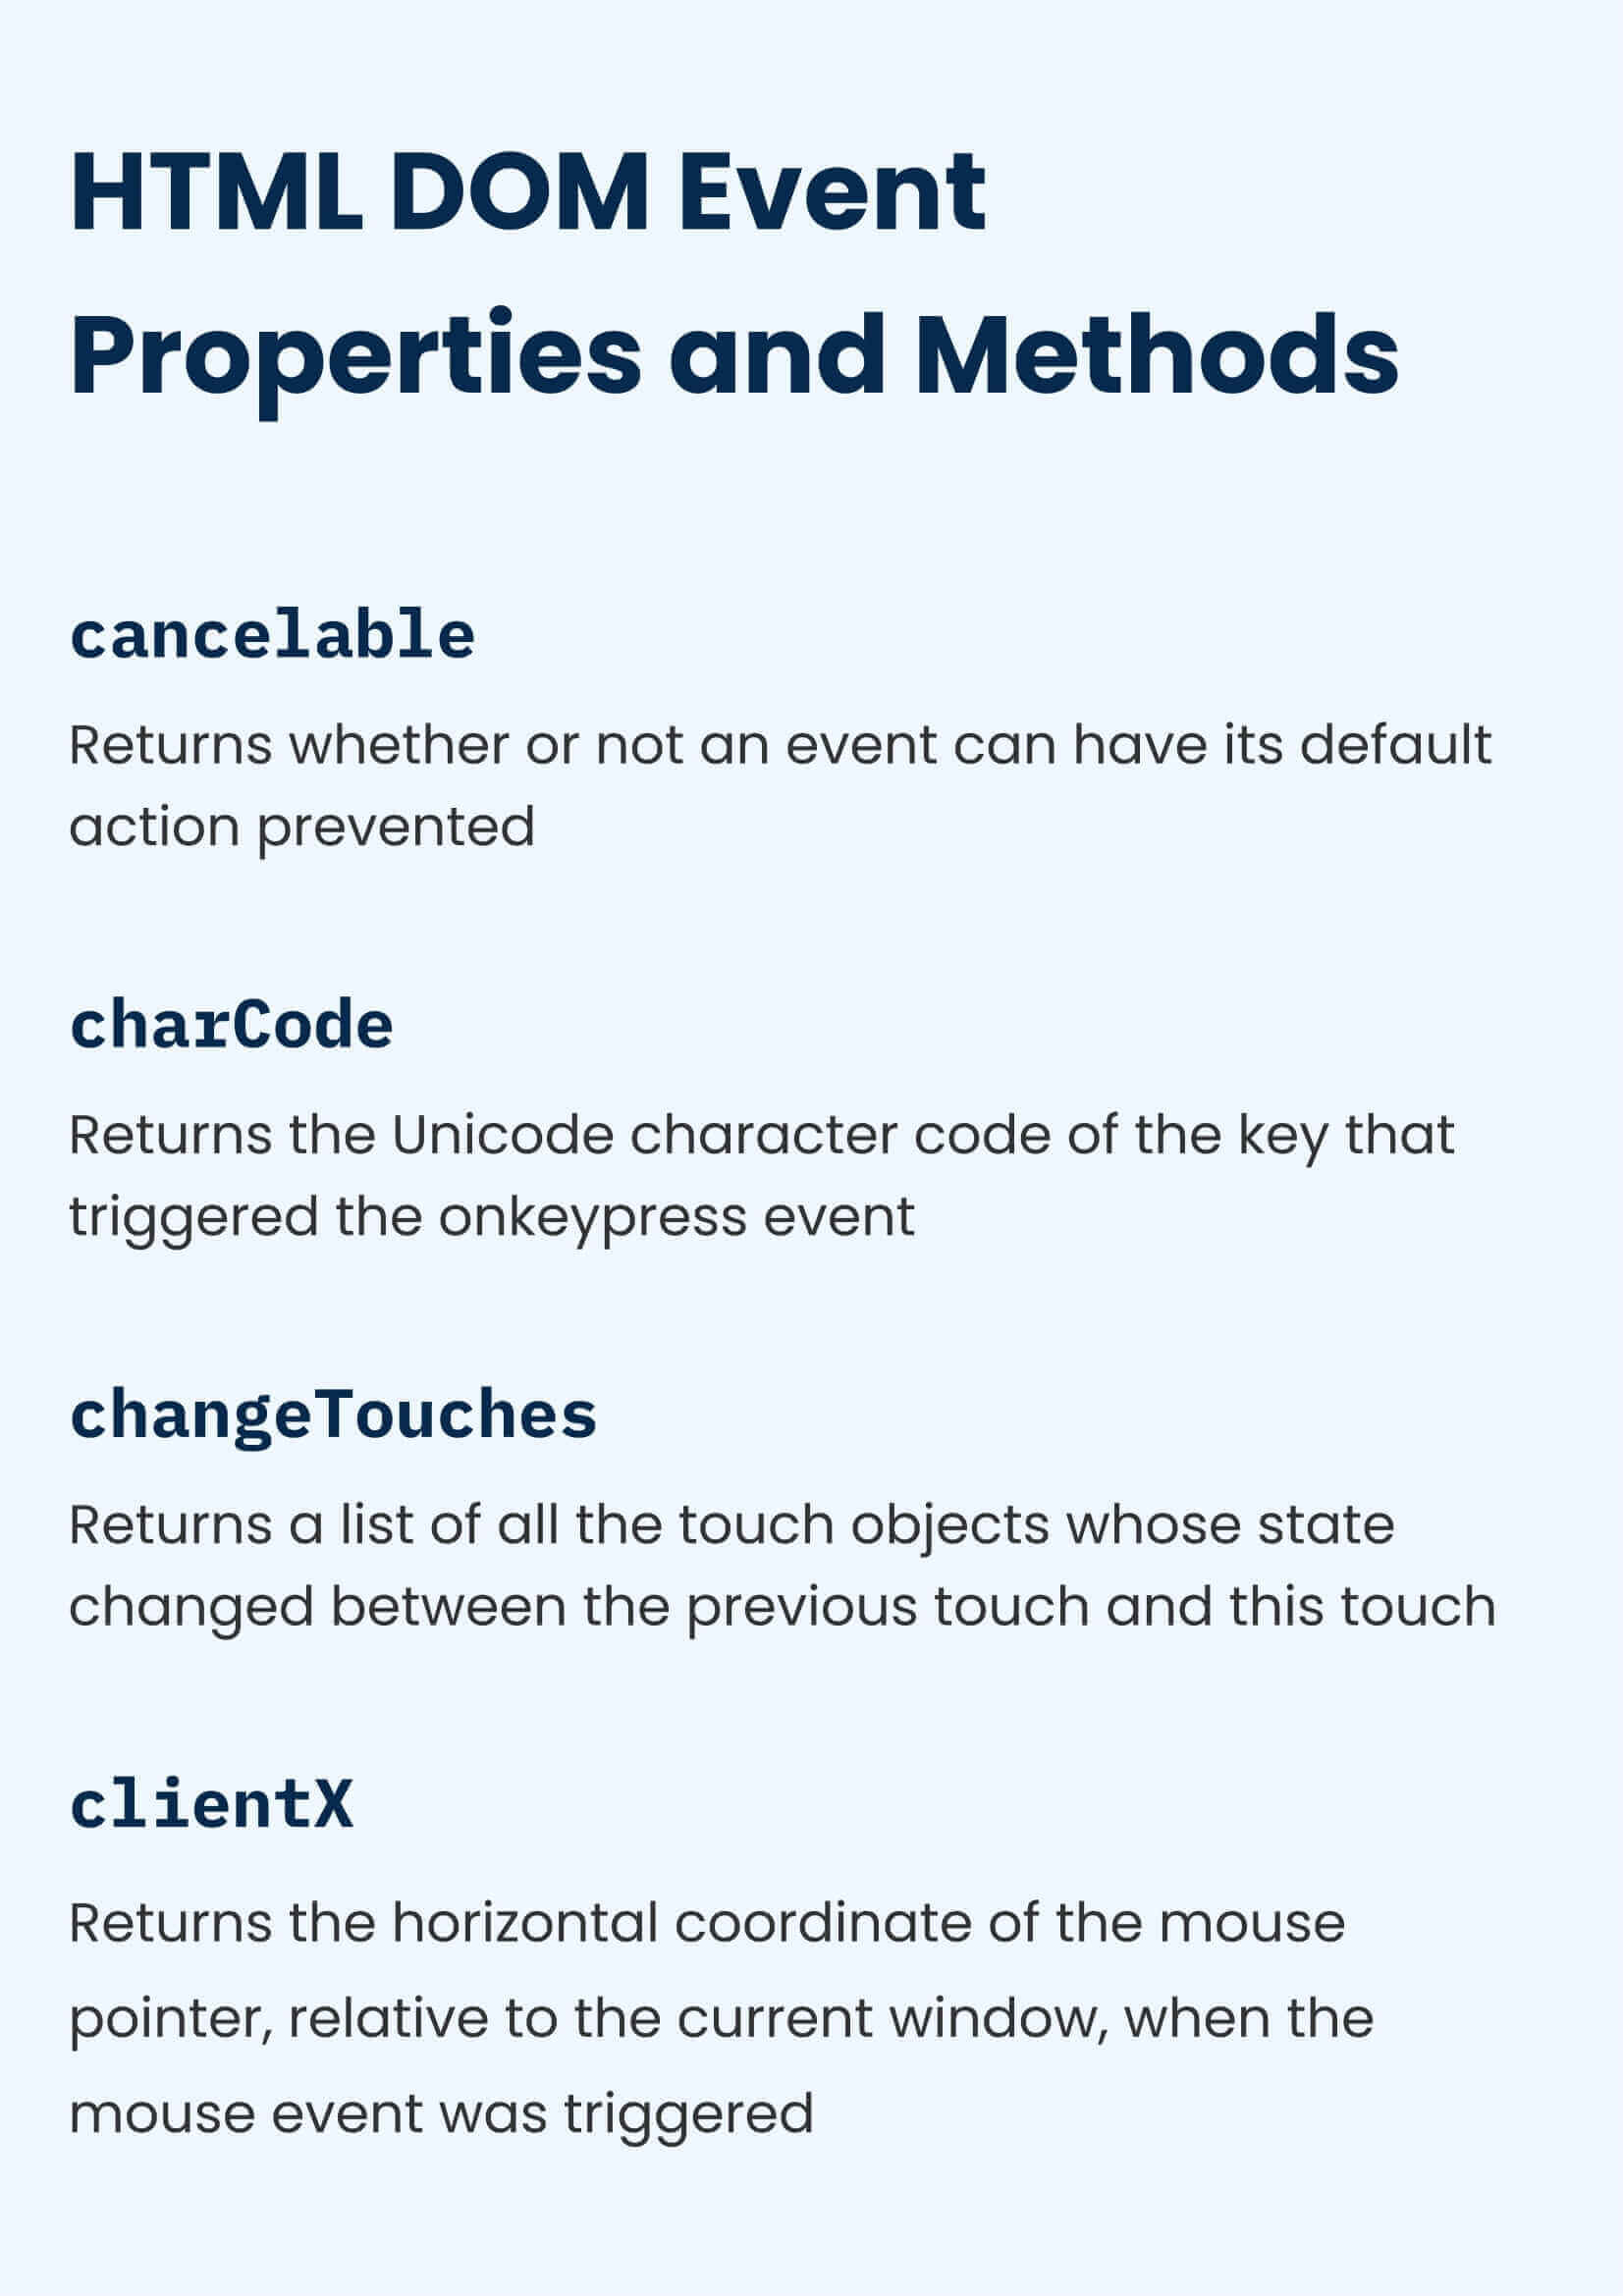 HTML DOM Event
Properties and Methods
cancelable
Returns whether or not an event can have its default
action prevented
charCode
Returns the Unicode character code of the key that
triggered the onkeypress event
changeTouches
Returns a list of all the touch objects whose state
changed between the previous touch and this touch
clientX
Returns the horizontal coordinate of the mouse
pointer, relative to the current window, when the
mouse event was triggered